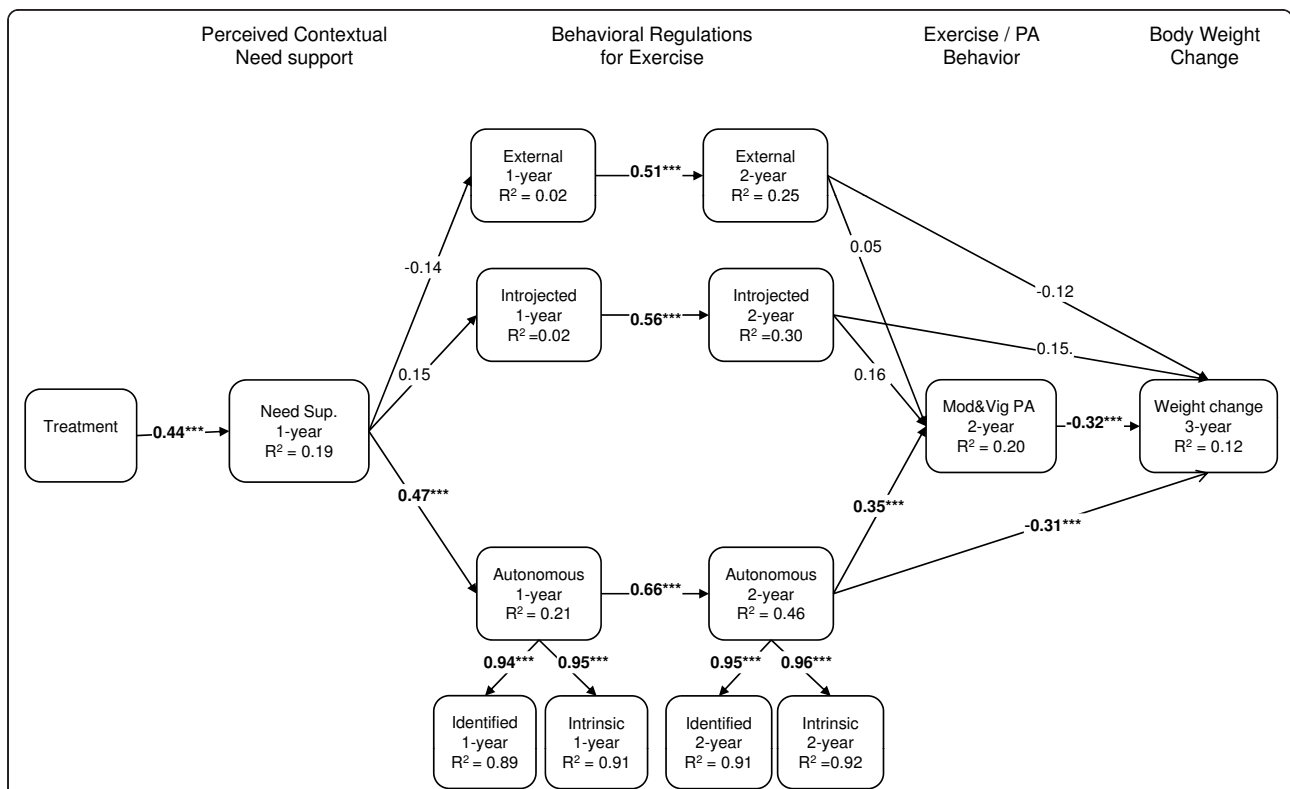 Perceived Contextual
Need support
Behavioral Regulations
for Exercise
Exercise / PA
Behavior
Body Weight
Change
External
1-year
R² = 0.02
0.51***
External
2-year
R² = 0.25
-0.14
0.05
-0.12
Introjected
1-year
R² =0.02
0.56***
Introjected
2-year
R² =0.30
0.15
0.16
0.15.
Treatment
0.44***
Need Sup.
1-year
R² = 0.19
Mod&Vig PA
2-year
R² = 0.20
-0.32***
Weight change
3-year
R² = 0.12
0.47***
0.35***
-0.31***
Autonomous
1-year
R² = 0.21
0.66***
Autonomous
2-year
R² = 0.46
0.94***
0.95***
0.95***
0.96***
Identified
1-year
R² = 0.89
Intrinsic
1-year
R² = 0.91
Identified
2-year
R² = 0.91
Intrinsic
2-year
R² =0.92